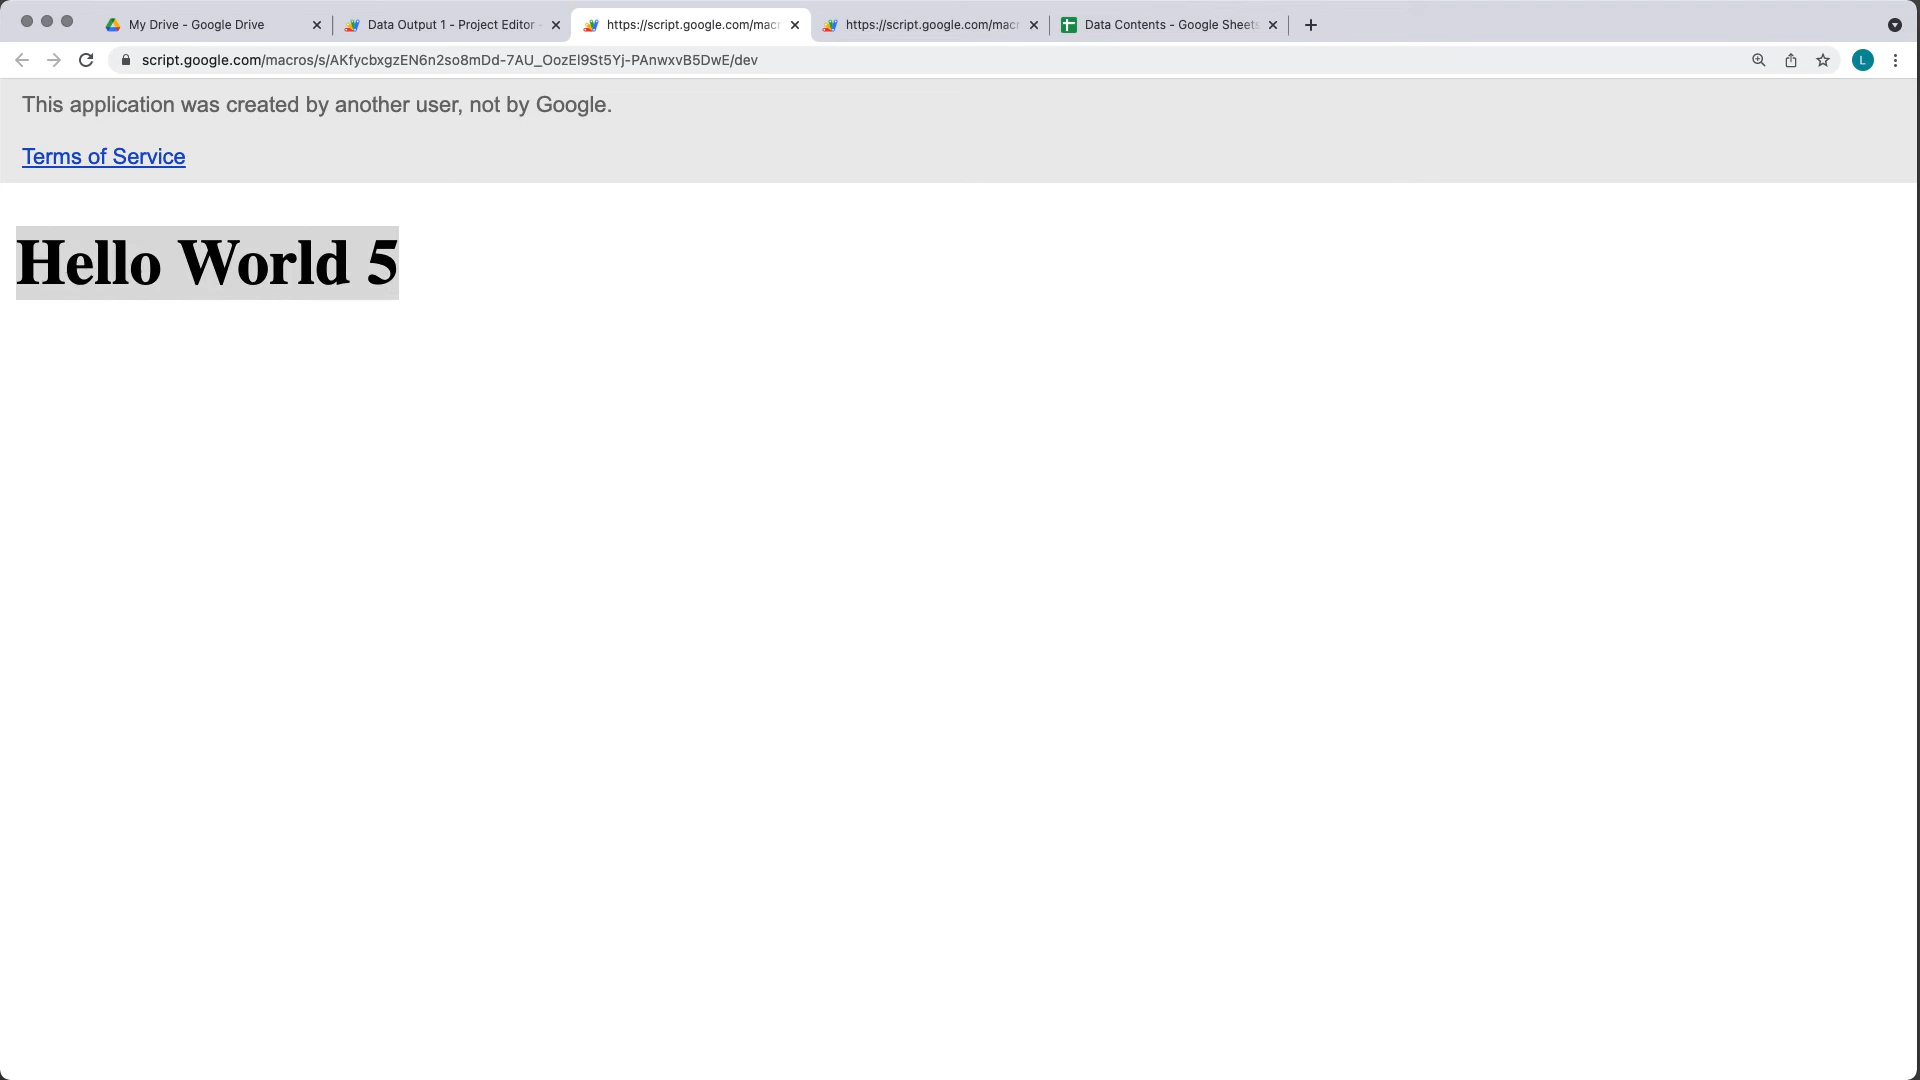 My Drive - Google Drive
Data Output 1 - Project Editor -
https://script.google.com/macr
https://script.google.com/macr
Data Contents - Google Sheets
script.google.com/macros/s/AKfycbxgzEN6n2so8mDd-7AU_OozEl9St5Yj-PAnwxvB5DwE/dev
L
This application was created by another user, not by Google.
Terms of Service
Hello World 5